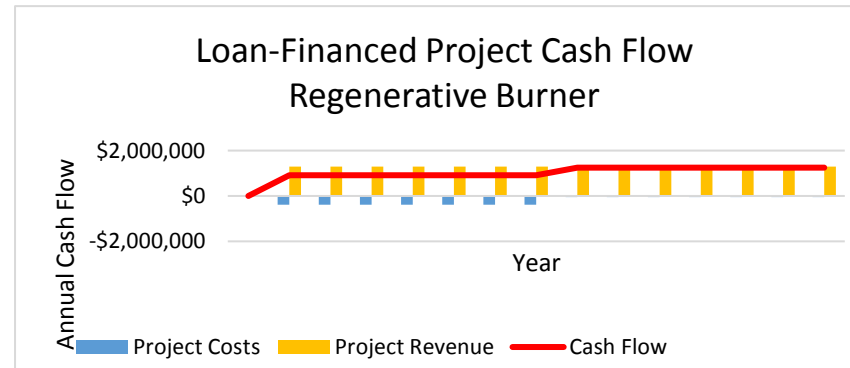 Loan-Financed Project Cash Flow
Regenerative Burner
Annual Cash Flow
$2,000,000
$0
-$2,000,000
Year
Project Costs
Project Revenue
Cash Flow